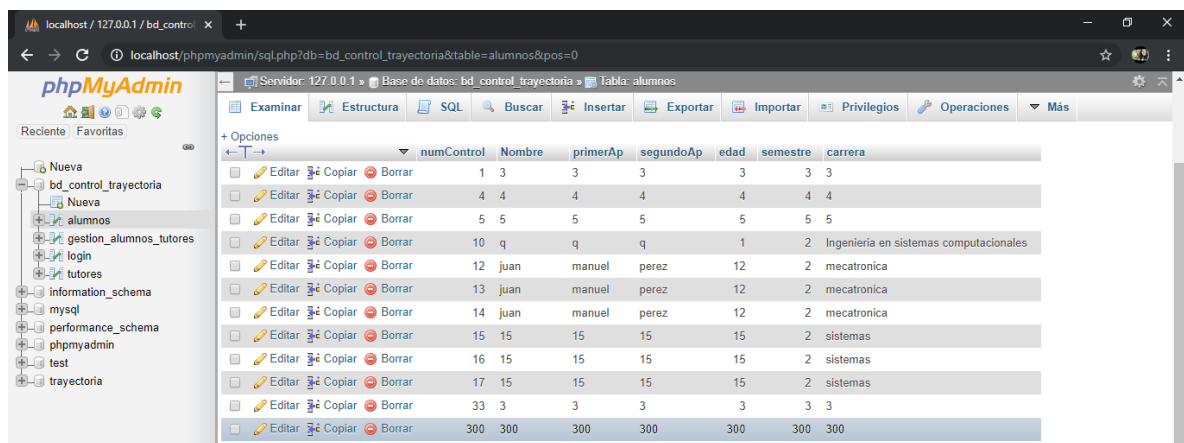 localhost / 127.0.0.1 / bd_control
localhost/phpmyadmin/sql.php?db=bd_control_trayectoria&table=alumnos&pos=0
phpMyAdmin
Reciente Favoritas
Nueva
bd_control_trayectoria
Nueva
alumnos
gestion_alumnos_tutores
login
tutores
information_schema
mysql
performance_schema
phpmyadmin
test
trayectoria
Servidor: 127.0.0.1 » Base de datos: bd_control_trayectoria » Tabla: alumnos
Examinar Estructura SQL Buscar Insertar Exportar Importar Privilegios Operaciones Más
+ Opciones
←T→ numControl Nombre primerAp segundoAp edad semestre carrera
Editar Copiar Borrar 1 3 3 3 3 3 3
Editar Copiar Borrar 4 4 4 4 4 4 4
Editar Copiar Borrar 5 5 5 5 5 5 5
Editar Copiar Borrar 10 q q q 1 2 Ingenieria en sistemas computacionales
Editar Copiar Borrar 12 juan manuel perez 12 2 mecatronica
Editar Copiar Borrar 13 juan manuel perez 12 2 mecatronica
Editar Copiar Borrar 14 juan manuel perez 12 2 mecatronica
Editar Copiar Borrar 15 15 15 15 15 2 sistemas
Editar Copiar Borrar 16 15 15 15 15 2 sistemas
Editar Copiar Borrar 17 15 15 15 15 2 sistemas
Editar Copiar Borrar 33 3 3 3 3 3 3
Editar Copiar Borrar 300 300 300 300 300 300 300